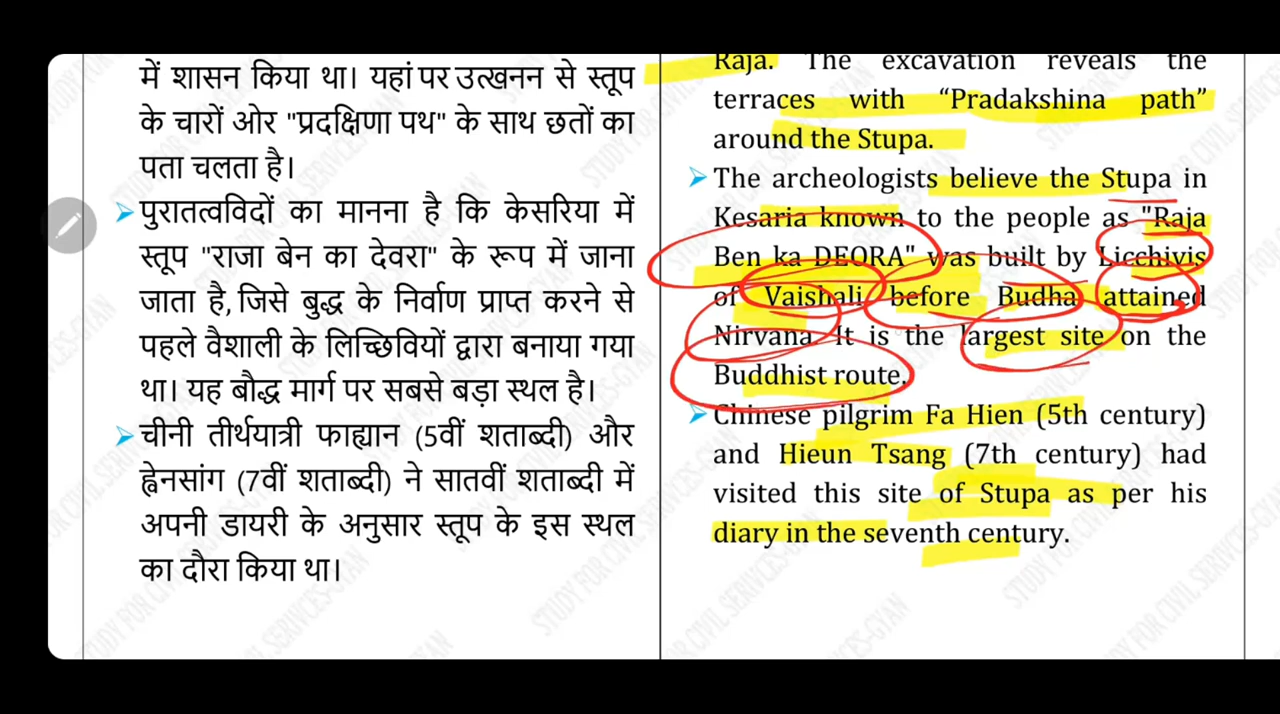 में शासन किया था। यहां पर उत्खनन से स्तूप
के चारों ओर "प्रदक्षिणा पथ" के साथ छतों का
पता चलता है।
➢ पुरातत्वविदों का मानना है कि केसरिया में
स्तूप "राजा बेन का देवरा" के रूप में जाना
जाता है, जिसे बुद्ध के निर्वाण प्राप्त करने से
पहले वैशाली के लिच्छिवियों द्वारा बनाया गया
था। यह बौद्ध मार्ग पर सबसे बड़ा स्थल है।
➢ चीनी तीर्थयात्री फाह्यान (5वीं शताब्दी) और
ह्वेनसांग (7वीं शताब्दी) ने सातवीं शताब्दी में
अपनी डायरी के अनुसार स्तूप के इस स्थल
का दौरा किया था।
Raja. The excavation reveals the
terraces with “Pradakshina path”
around the Stupa.
➢ The archeologists believe the Stupa in
Kesaria known to the people as "Raja
Ben ka DEORA" was built by Licchivis
of Vaishali before Budha attained
Nirvana. It is the largest site on the
Buddhist route.
➢ Chinese pilgrim Fa Hien (5th century)
and Hieun Tsang (7th century) had
visited this site of Stupa as per his
diary in the seventh century.
STUDY FOR CIVIL SERIVCES-GYAN